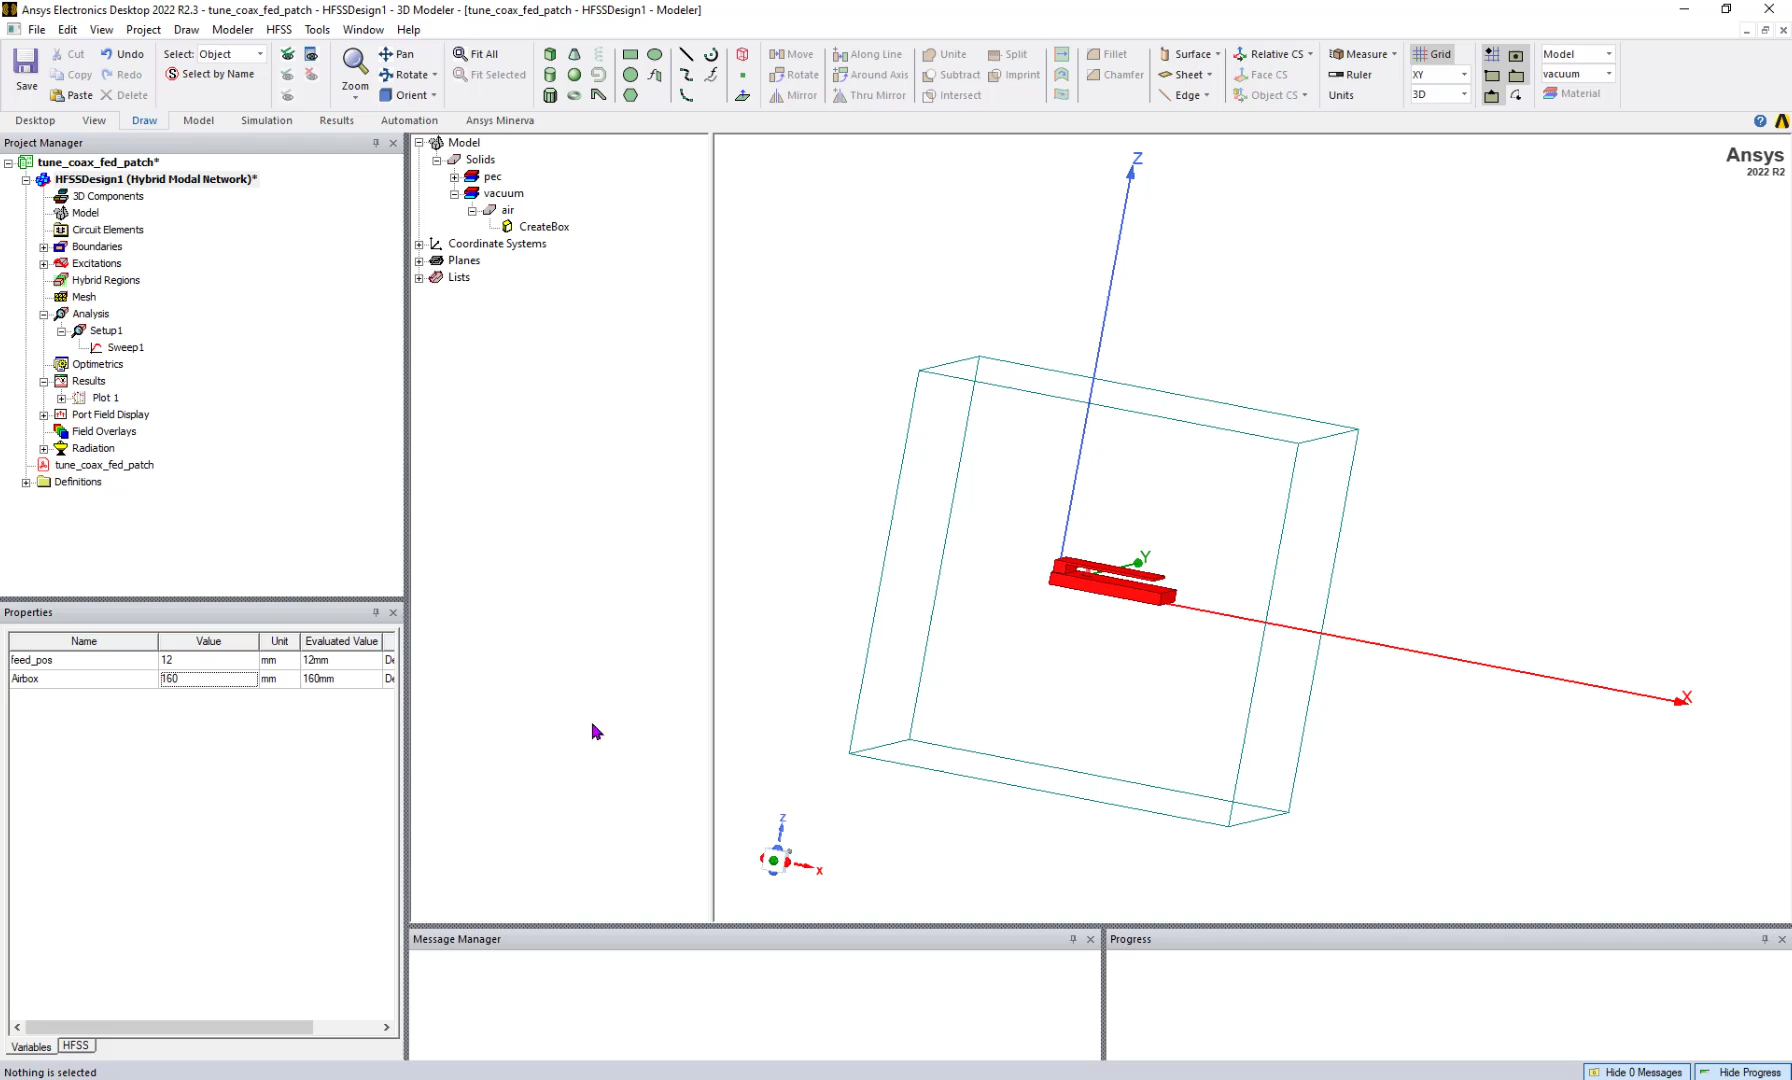 Ansys Electronics Desktop 2022 R2.3 - tune_coax_fed_patch - HFSSDesign1 - 3D Modeler - [tune_coax_fed_patch - HFSSDesign1 - Modeler]
File Edit View Project Draw Modeler HFSS Tools Window Help
Save
Cut Undo
Copy Redo
Paste Delete
Select: Object
Select by Name
Zoom
Pan
Rotate
Orient
Fit All
Fit Selected
Move
Rotate
Mirror
Along Line
Around Axis
Thru Mirror
Unite
Subtract
Intersect
Split
Imprint
Fillet
Chamfer
Surface
Sheet
Edge
Relative CS
Face CS
Object CS
Measure
Ruler
Units
Grid
XY
3D
Model
vacuum
Material
Desktop View Draw Model Simulation Results Automation Ansys Minerva
Project Manager
tune_coax_fed_patch*
HFSSDesign1 (Hybrid Modal Network)*
3D Components
Model
Circuit Elements
Boundaries
Excitations
Hybrid Regions
Mesh
Analysis
Setup1
Sweep1
Optimetrics
Results
Plot 1
Port Field Display
Field Overlays
Radiation
tune_coax_fed_patch
Definitions
Model
Solids
pec
vacuum
air
CreateBox
Coordinate Systems
Planes
Lists
Ansys
2022 R2
Z
Y
X
z
x
Properties
Name Value Unit Evaluated Value
feed_pos 12 mm 12mm De
Airbox 160 mm 160mm De
Variables HFSS
Message Manager
Progress
Nothing is selected
Hide 0 Messages Hide Progress